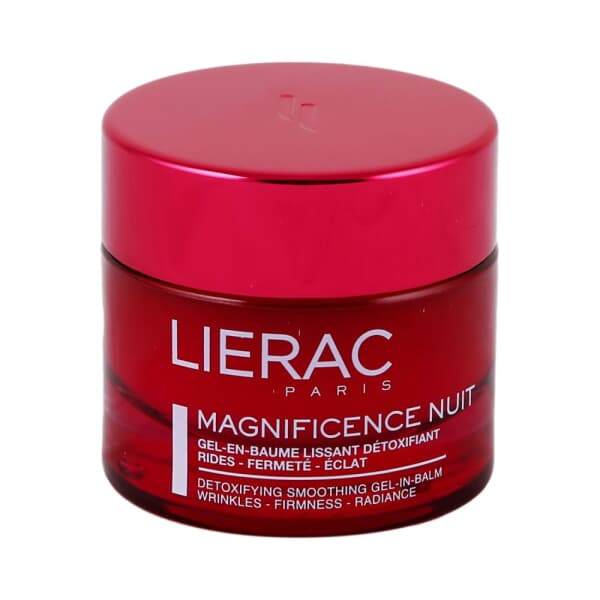 LIERAC
PARIS
MAGNIFICENCE NUIT
GEL-EN-BAUME LISSANT DÉTOXIFIANT
RIDES - FERMETÉ - ÉCLAT
DETOXIFYING SMOOTHING GEL-IN-BALM
WRINKLES - FIRMNESS - RADIANCE